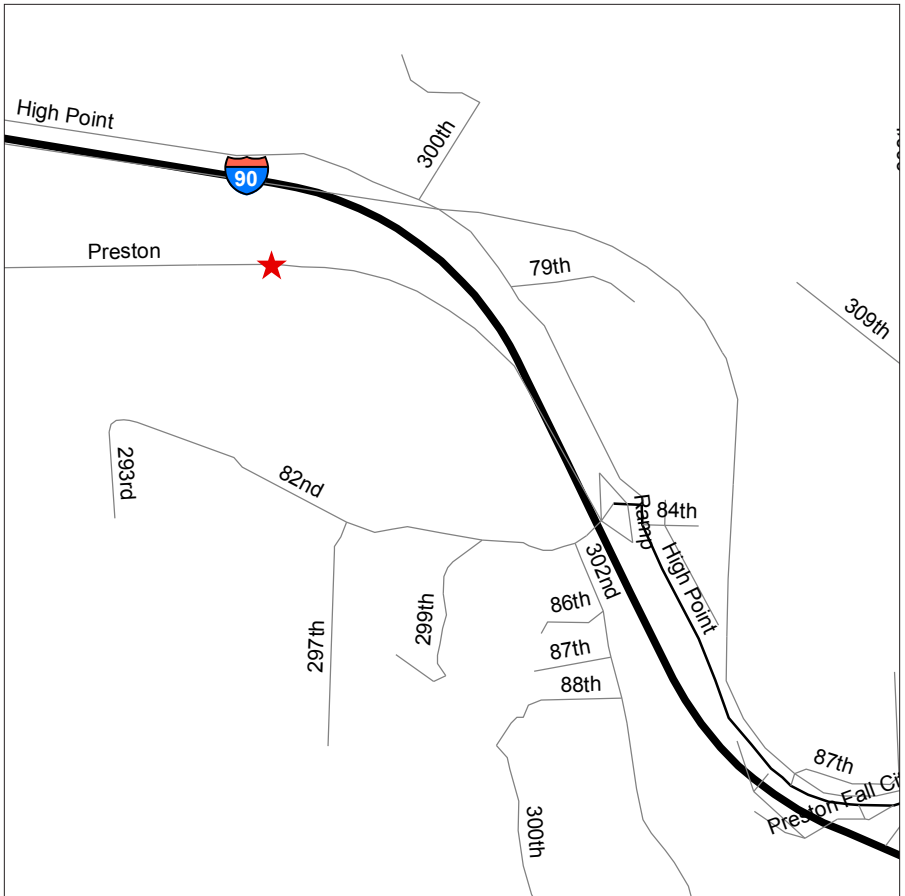 High Point
300th
90
Preston
79th
309th
293rd
82nd
Ramp
84th
302nd
High Point
299th
86th
297th
87th
88th
87th
Preston Fall Ci
300th